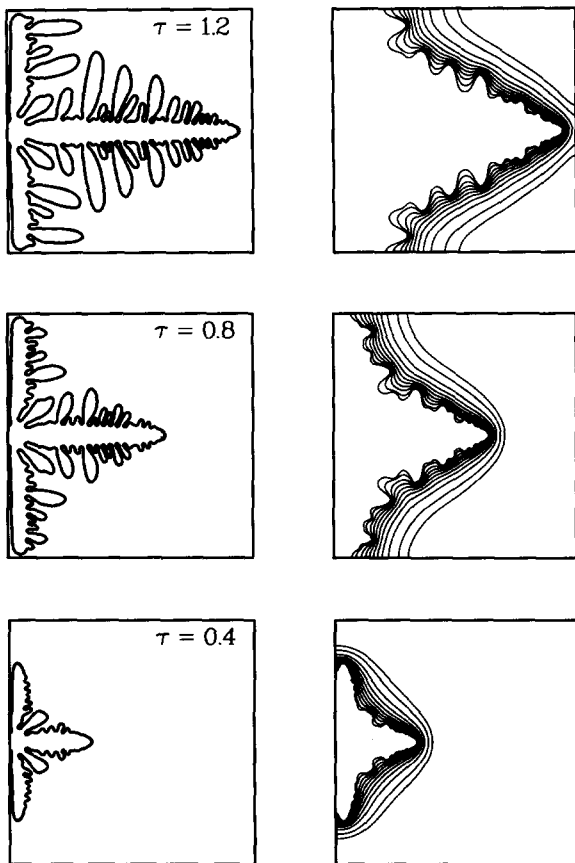 τ = 1.2
τ = 0.8
τ = 0.4